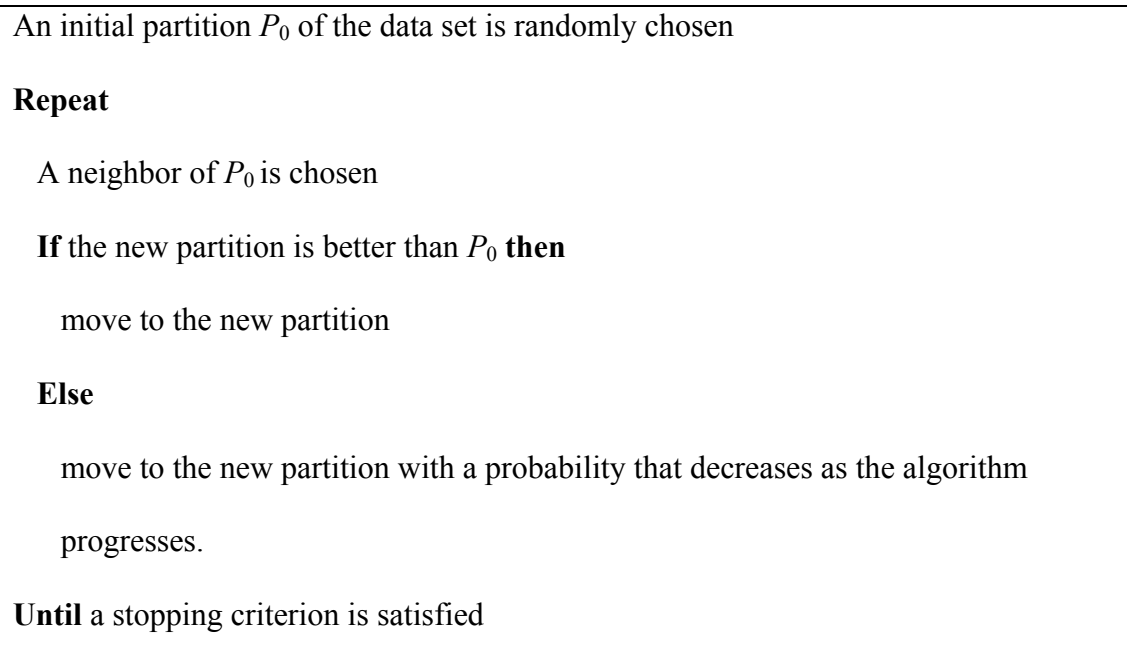 An initial partition P0 of the data set is randomly chosen
Repeat
A neighbor of P0 is chosen
If the new partition is better than P0 then
move to the new partition
Else
move to the new partition with a probability that decreases as the algorithm
progresses.
Until a stopping criterion is satisfied